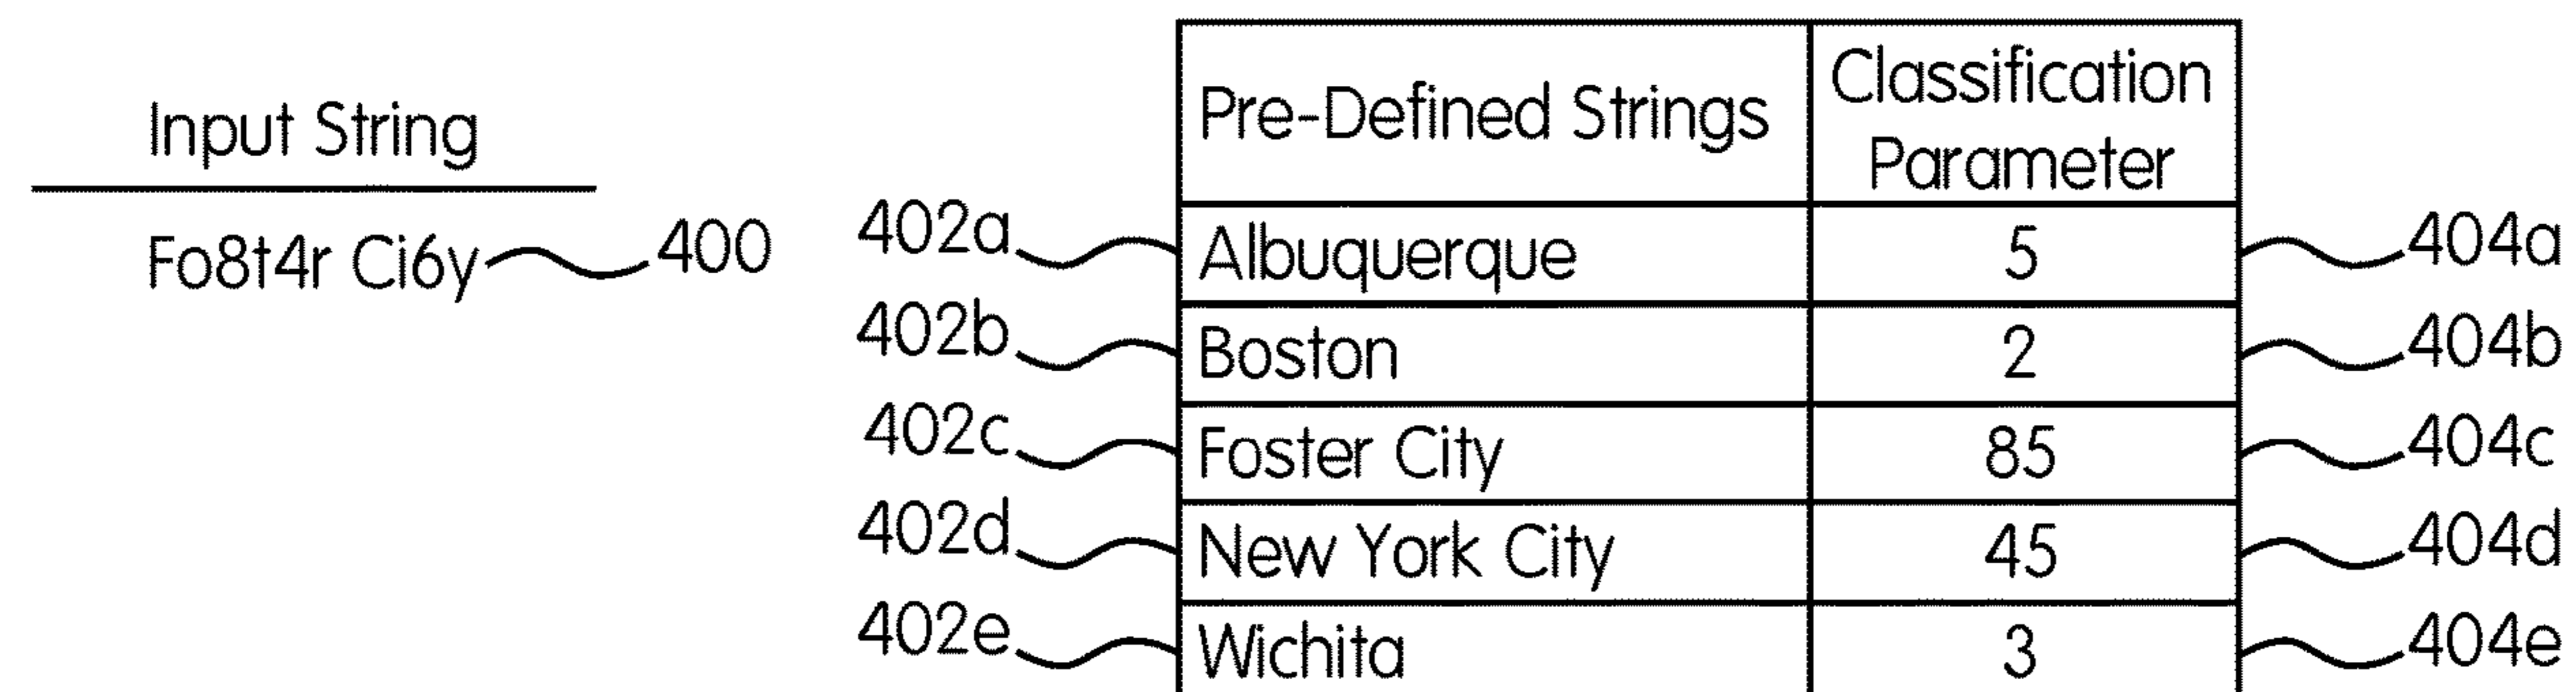 Input String
Fo8t4r Ci6y 400
Pre-Defined Strings Classification Parameter
402a Albuquerque 5 404a
402b Boston 2 404b
402c Foster City 85 404c
402d New York City 45 404d
402e Wichita 3 404e